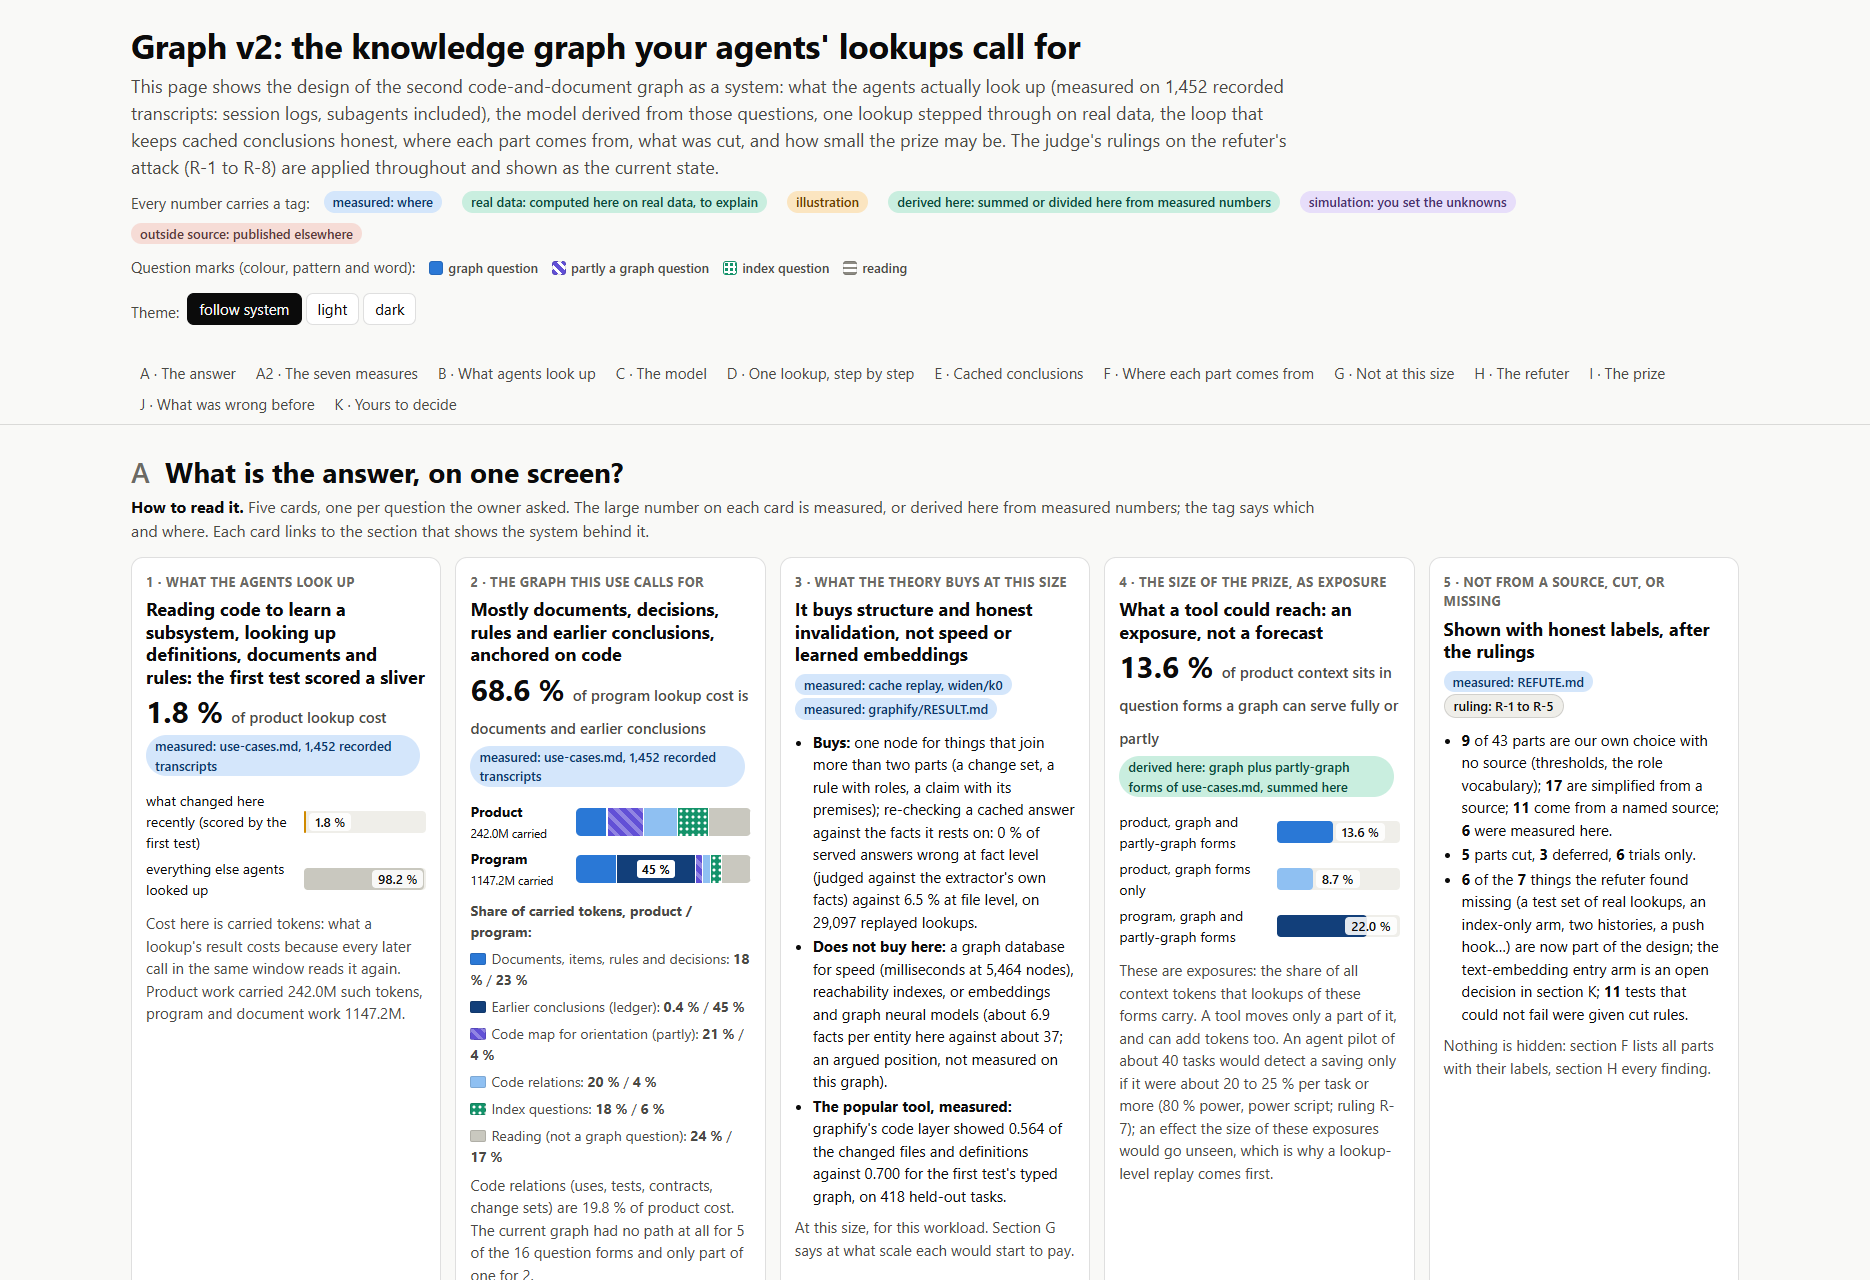 Graph v2: the knowledge graph your agents' lookups call for
This page shows the design of the second code-and-document graph as a system: what the agents actually look up (measured on 1,452 recorded
transcripts: session logs, subagents included), the model derived from those questions, one lookup stepped through on real data, the loop that
keeps cached conclusions honest, where each part comes from, what was cut, and how small the prize may be. The judge's rulings on the refuter's
attack (R-1 to R-8) are applied throughout and shown as the current state.
Every number carries a tag: measured: where real data: computed here on real data, to explain illustration derived here: summed or divided here from measured numbers simulation: you set the unknowns
outside source: published elsewhere
Question marks (colour, pattern and word): graph question partly a graph question index question reading
Theme: follow system light dark
A · The answer A2 · The seven measures B · What agents look up C · The model D · One lookup, step by step E · Cached conclusions F · Where each part comes from G · Not at this size H · The refuter I · The prize
J · What was wrong before K · Yours to decide
A What is the answer, on one screen?
How to read it. Five cards, one per question the owner asked. The large number on each card is measured, or derived here from measured numbers; the tag says which
and where. Each card links to the section that shows the system behind it.
1 · WHAT THE AGENTS LOOK UP
Reading code to learn a
subsystem, looking up
definitions, documents and
rules: the first test scored a sliver
1.8 % of product lookup cost
measured: use-cases.md, 1,452 recorded
transcripts
what changed here
recently (scored by the
first test)
1.8 %
everything else agents
looked up
98.2 %
Cost here is carried tokens: what a
lookup's result costs because every later
call in the same window reads it again.
Product work carried 242.0M such tokens,
program and document work 1147.2M.
2 · THE GRAPH THIS USE CALLS FOR
Mostly documents, decisions,
rules and earlier conclusions,
anchored on code
68.6 % of program lookup cost is
documents and earlier conclusions
measured: use-cases.md, 1,452 recorded
transcripts
Product
242.0M carried
Program
1147.2M carried
45 %
Share of carried tokens, product /
program:
Documents, items, rules and decisions: 18
% / 23 %
Earlier conclusions (ledger): 0.4 % / 45 %
Code map for orientation (partly): 21 % /
4 %
Code relations: 20 % / 4 %
Index questions: 18 % / 6 %
Reading (not a graph question): 24 % /
17 %
Code relations (uses, tests, contracts,
change sets) are 19.8 % of product cost.
The current graph had no path at all for 5
of the 16 question forms and only part of
one for 2.
3 · WHAT THE THEORY BUYS AT THIS SIZE
It buys structure and honest
invalidation, not speed or
learned embeddings
measured: cache replay, widen/k0
measured: graphify/RESULT.md
• Buys: one node for things that join
more than two parts (a change set, a
rule with roles, a claim with its
premises); re-checking a cached answer
against the facts it rests on: 0 % of
served answers wrong at fact level
(judged against the extractor's own
facts) against 6.5 % at file level, on
29,097 replayed lookups.
• Does not buy here: a graph database
for speed (milliseconds at 5,464 nodes),
reachability indexes, or embeddings
and graph neural models (about 6.9
facts per entity here against about 37;
an argued position, not measured on
this graph).
• The popular tool, measured:
graphify's code layer showed 0.564 of
the changed files and definitions
against 0.700 for the first test's typed
graph, on 418 held-out tasks.
At this size, for this workload. Section G
says at what scale each would start to pay.
4 · THE SIZE OF THE PRIZE, AS EXPOSURE
What a tool could reach: an
exposure, not a forecast
13.6 % of product context sits in
question forms a graph can serve fully or
partly
derived here: graph plus partly-graph
forms of use-cases.md, summed here
product, graph and
partly-graph forms
13.6 %
product, graph forms
only
8.7 %
program, graph and
partly-graph forms
22.0 %
These are exposures: the share of all
context tokens that lookups of these
forms carry. A tool moves only a part of it,
and can add tokens too. An agent pilot of
about 40 tasks would detect a saving only
if it were about 20 to 25 % per task or
more (80 % power, power script; ruling R-
7); an effect the size of these exposures
would go unseen, which is why a lookup-
level replay comes first.
5 · NOT FROM A SOURCE, CUT, OR
MISSING
Shown with honest labels, after
the rulings
measured: REFUTE.md
ruling: R-1 to R-5
• 9 of 43 parts are our own choice with
no source (thresholds, the role
vocabulary); 17 are simplified from a
source; 11 come from a named source;
6 were measured here.
• 5 parts cut, 3 deferred, 6 trials only.
• 6 of the 7 things the refuter found
missing (a test set of real lookups, an
index-only arm, two histories, a push
hook...) are now part of the design; the
text-embedding entry arm is an open
decision in section K; 11 tests that
could not fail were given cut rules.
Nothing is hidden: section F lists all parts
with their labels, section H every finding.